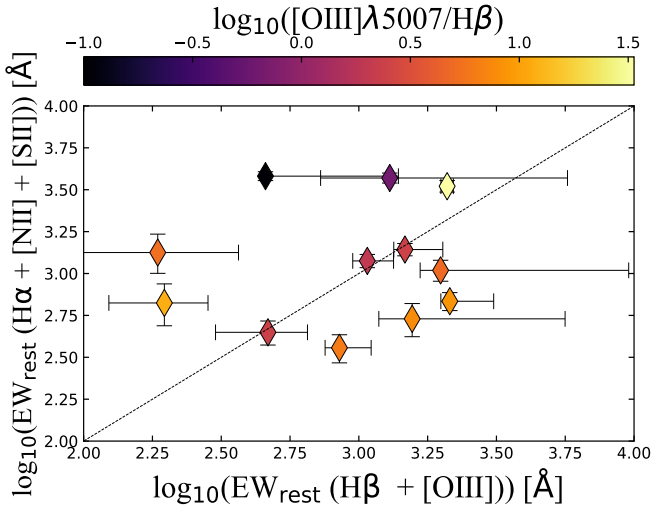 log₁₀([OIII]λ5007/Hβ)
−1.0 −0.5 0.0 0.5 1.0 1.5
log₁₀(EW_rest (Hα + [NII] + [SII])) [Å]
4.00
3.75
3.50
3.25
3.00
2.75
2.50
2.25
2.00
2.00 2.25 2.50 2.75 3.00 3.25 3.50 3.75 4.00
log₁₀(EW_rest (Hβ + [OIII])) [Å]